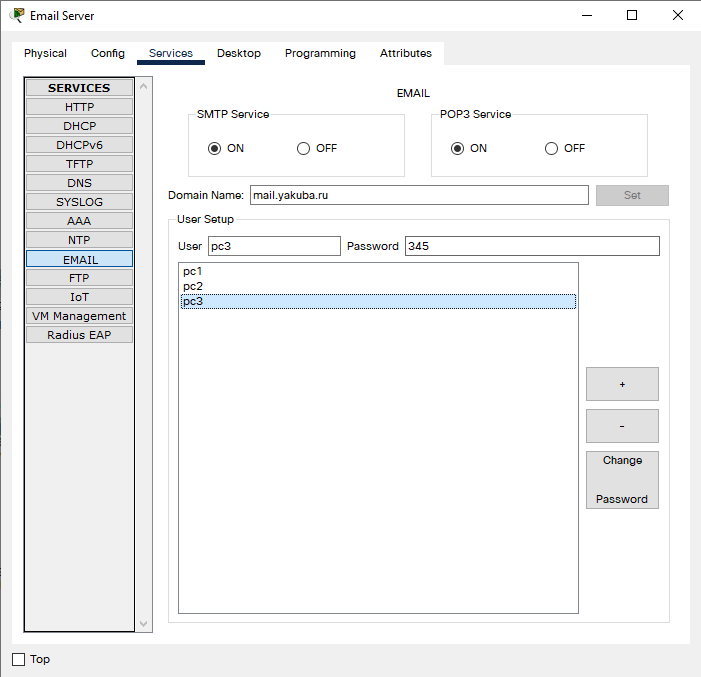 Email Server
Physical Config Services Desktop Programming Attributes
SERVICES
HTTP
DHCP
DHCPv6
TFTP
DNS
SYSLOG
AAA
NTP
EMAIL
FTP
IoT
VM Management
Radius EAP
EMAIL
SMTP Service
ON OFF
POP3 Service
ON OFF
Domain Name: mail.yakuba.ru Set
User Setup
User pc3 Password 345
pc1
pc2
pc3
+
-
Change
Password
Top